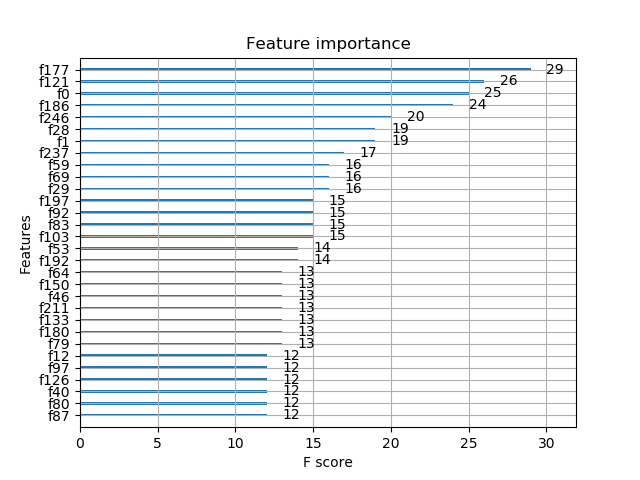 Feature importance
f177 29
f121 26
f0 25
f186 24
f246 20
f28 19
f1 19
f237 17
f59 16
f69 16
f29 16
f197 15
f92 15
f83 15
f103 15
f53 14
f192 14
f64 13
f150 13
f46 13
f211 13
f133 13
f180 13
f79 13
f12 12
f97 12
f126 12
f40 12
f80 12
f87 12
Features
0 5 10 15 20 25 30
F score